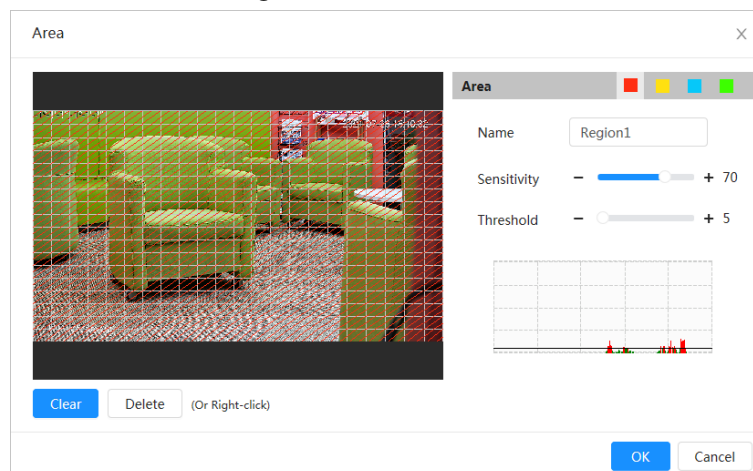 Area
X
Area
Name
Region1
Sensitivity
- + 70
Threshold
- + 5
Clear
Delete
(Or Right-click)
OK
Cancel